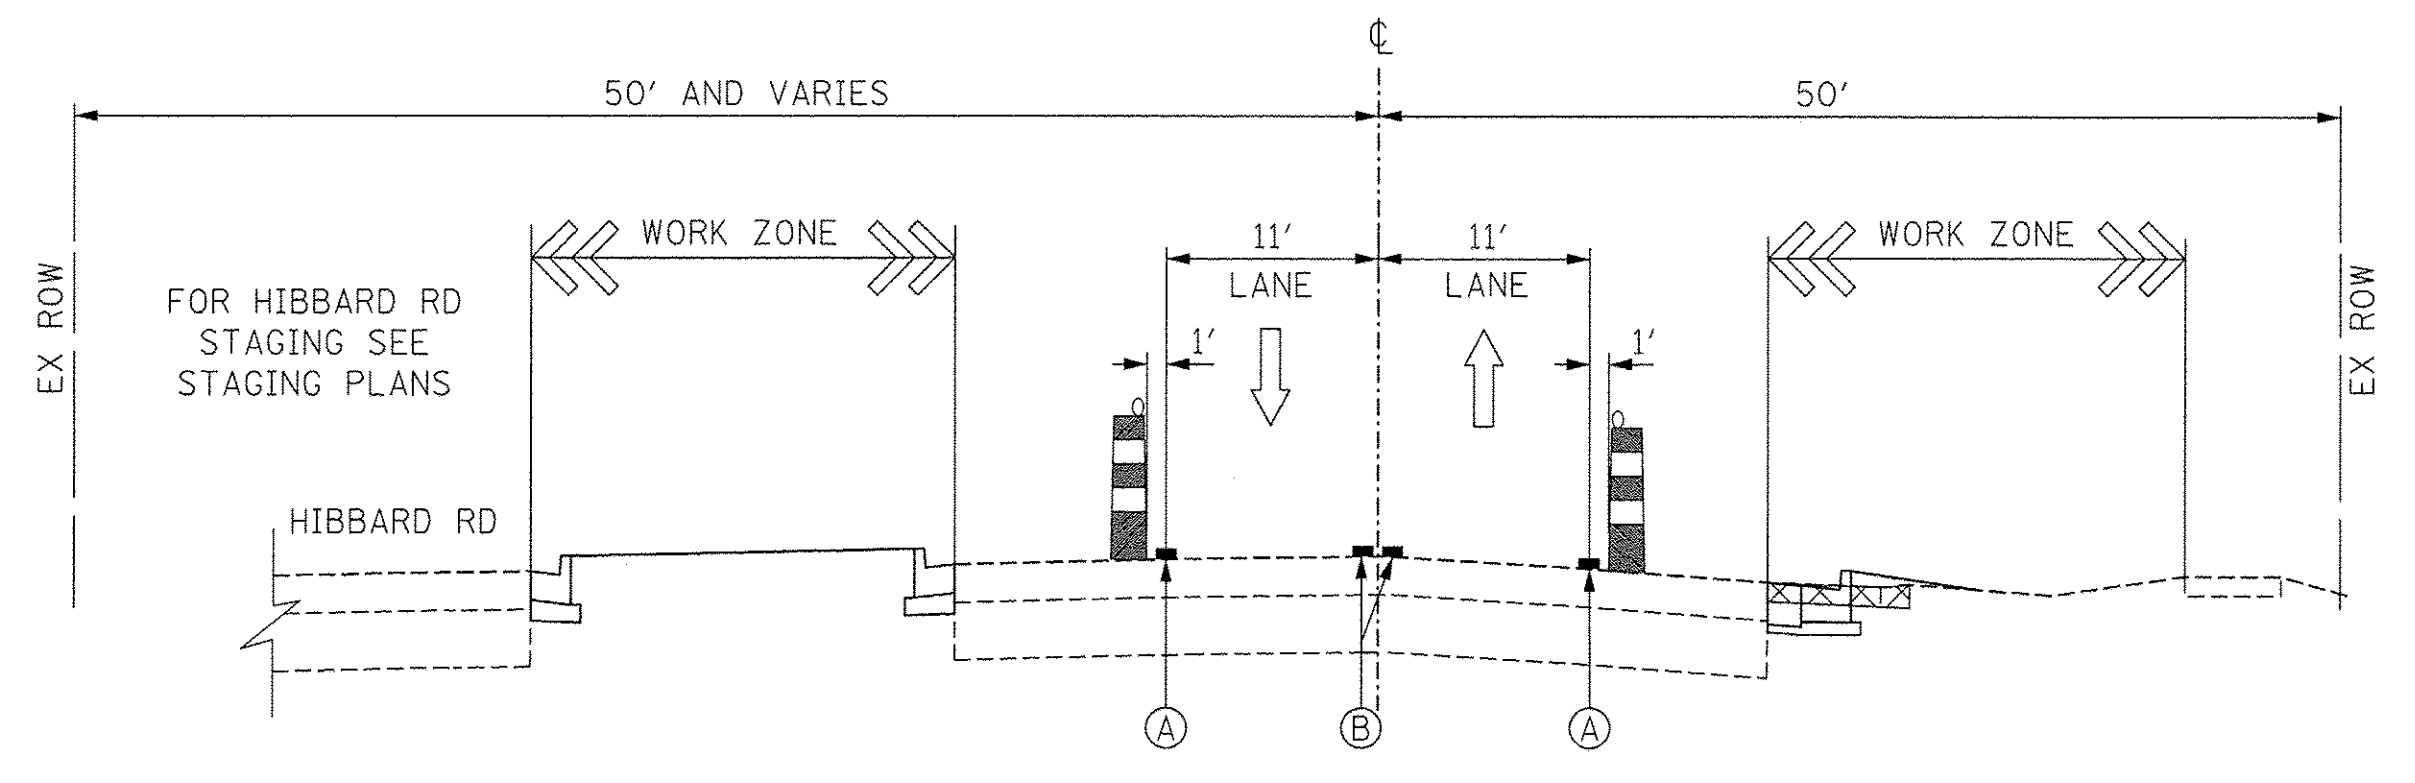 ℄
50' AND VARIES
50'
WORK ZONE
11'
LANE
11'
LANE
WORK ZONE
EX ROW
FOR HIBBARD RD
STAGING SEE
STAGING PLANS
1'
1'
EX ROW
HIBBARD RD
A
B
A